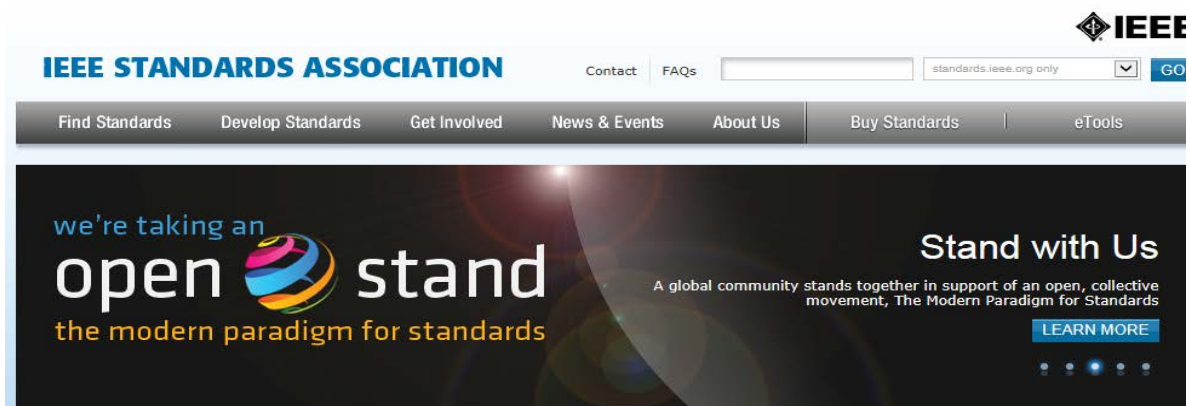 IEEE
IEEE STANDARDS ASSOCIATION
Contact FAQs standards.ieee.org only GO
Find Standards Develop Standards Get Involved News & Events About Us Buy Standards eTools
we're taking an
open stand
the modern paradigm for standards
Stand with Us
A global community stands together in support of an open, collective
movement, The Modern Paradigm for Standards
LEARN MORE